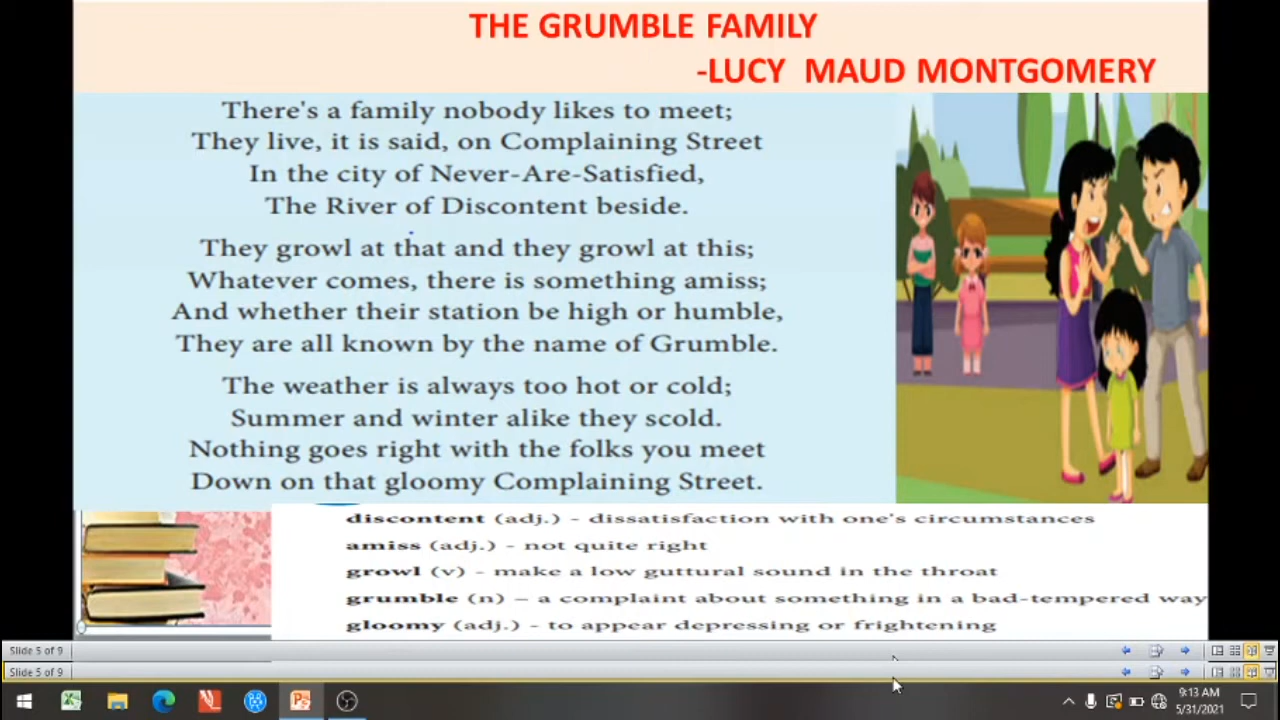 THE GRUMBLE FAMILY
-LUCY MAUD MONTGOMERY
There's a family nobody likes to meet;
They live, it is said, on Complaining Street
In the city of Never-Are-Satisfied,
The River of Discontent beside.
They growl at that and they growl at this;
Whatever comes, there is something amiss;
And whether their station be high or humble,
They are all known by the name of Grumble.
The weather is always too hot or cold;
Summer and winter alike they scold.
Nothing goes right with the folks you meet
Down on that gloomy Complaining Street.
discontent (adj.) - dissatisfaction with one's circumstances
amiss (adj.) - not quite right
growl (v) - make a low guttural sound in the throat
grumble (n) – a complaint about something in a bad-tempered way
gloomy (adj.) - to appear depressing or frightening
Slide 5 of 9
Slide 5 of 9
9:13 AM
5/31/2021